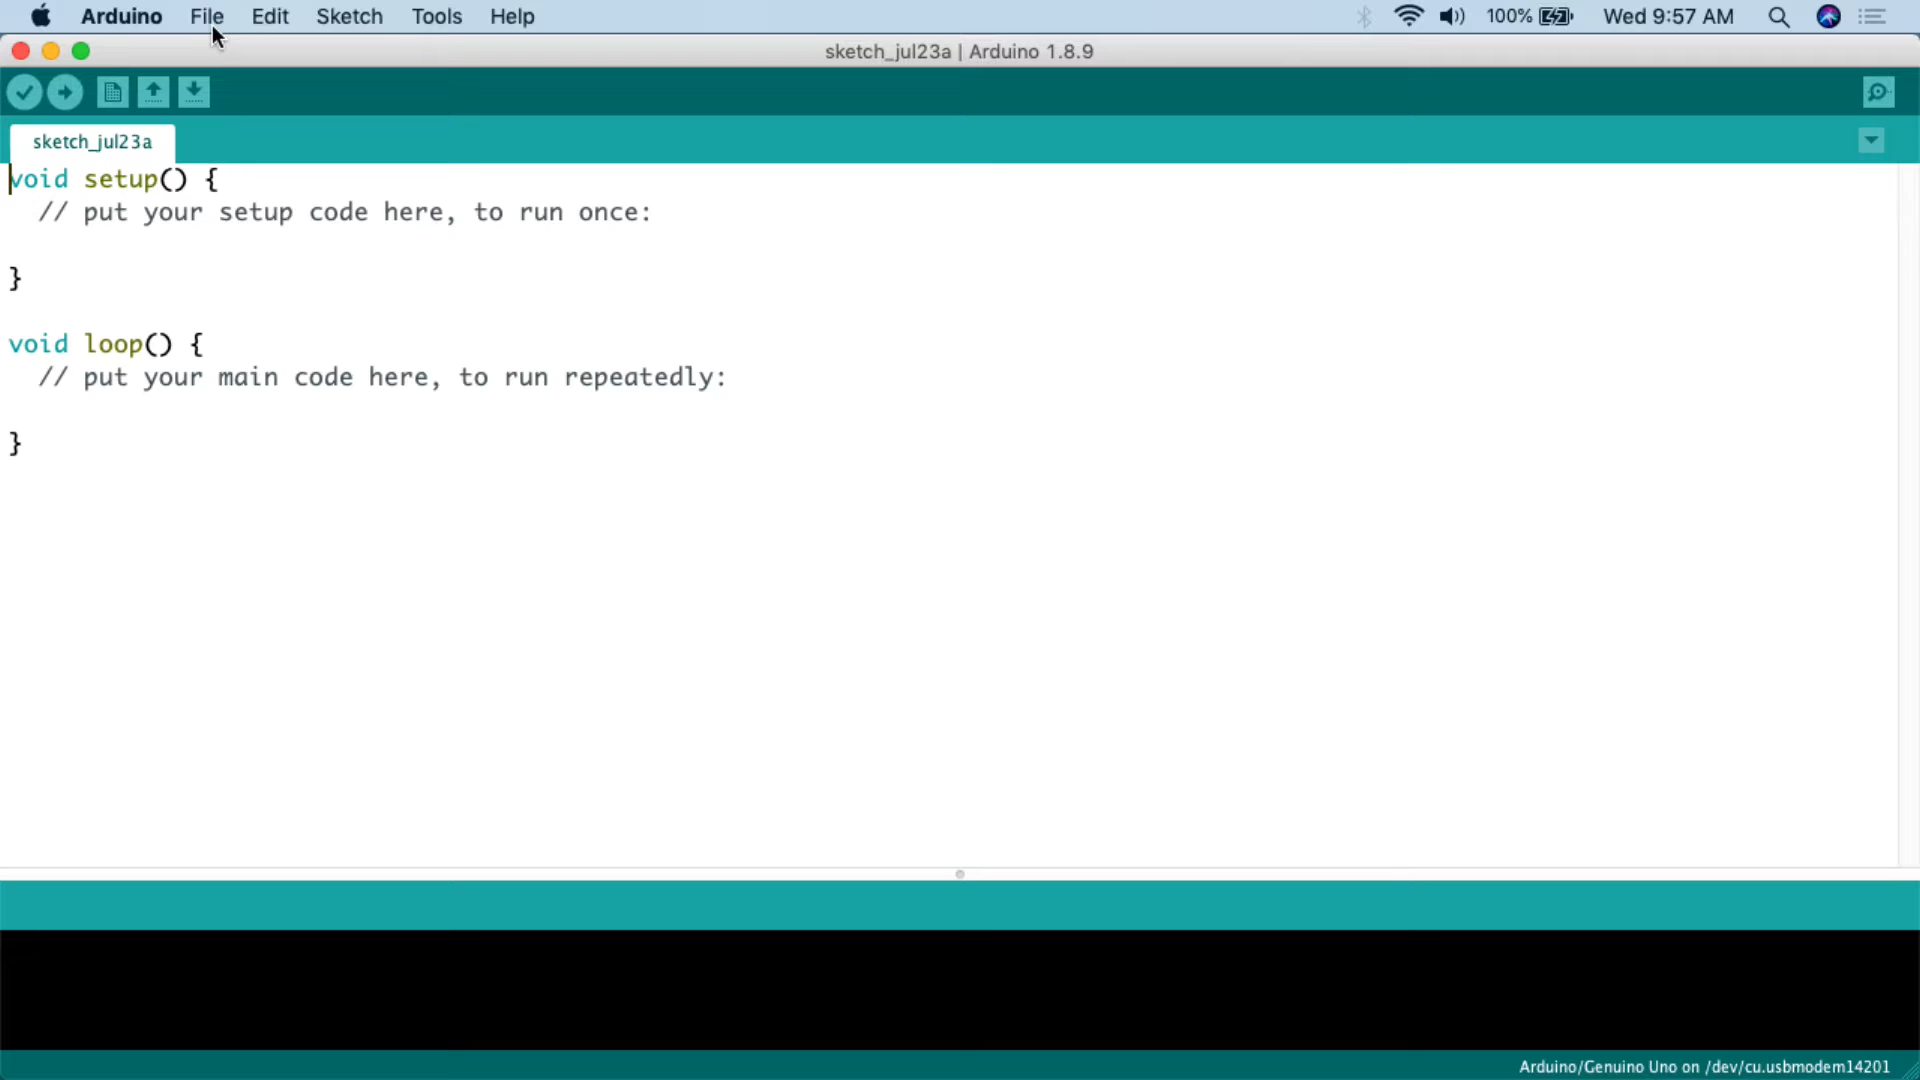 Arduino File Edit Sketch Tools Help 100% Wed 9:57 AM
sketch_jul23a | Arduino 1.8.9
sketch_jul23a
void setup() {
  // put your setup code here, to run once:
}
void loop() {
  // put your main code here, to run repeatedly:
}
Arduino/Genuino Uno on /dev/cu.usbmodem14201